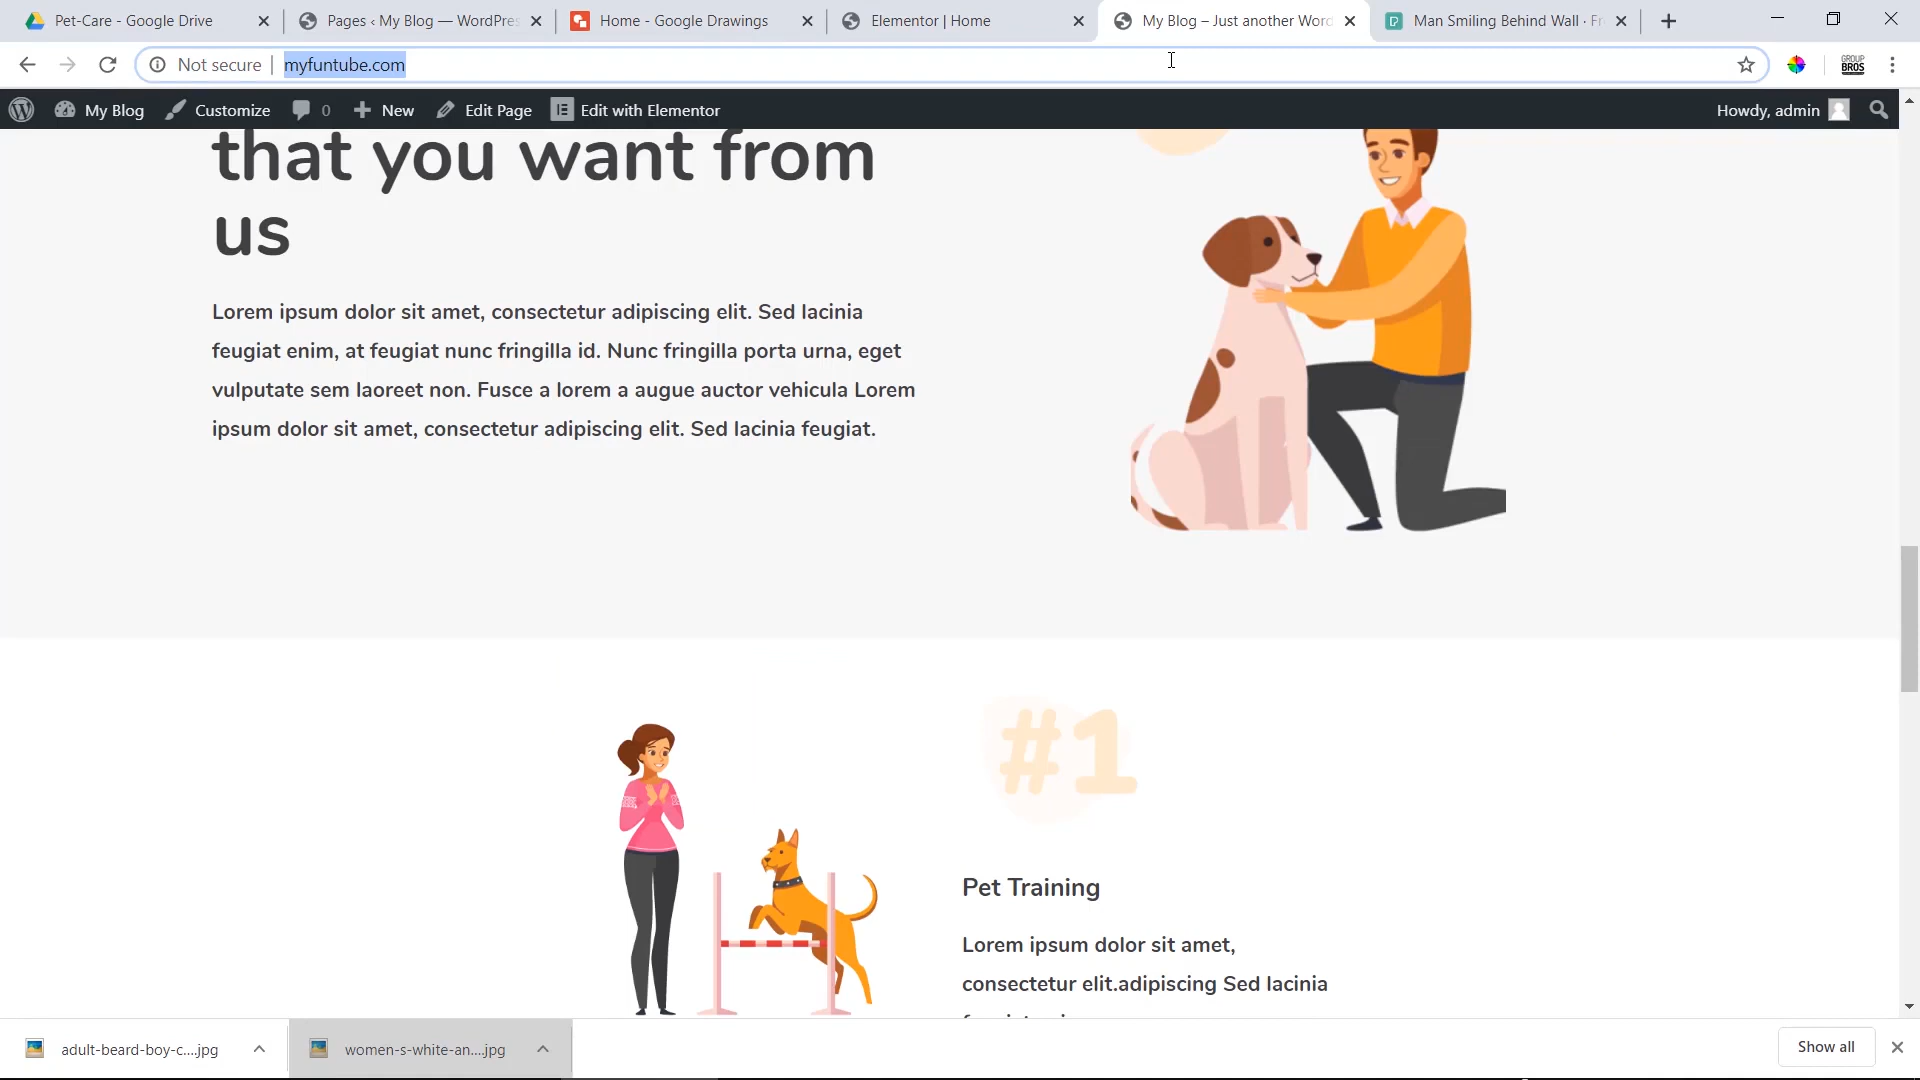 Pet-Care - Google Drive
Pages ‹ My Blog — WordPres
Home - Google Drawings
Elementor | Home
My Blog – Just another Word
Man Smiling Behind Wall · Fr
Not secure | myfuntube.com
GROUP
BROS
My Blog
Customize
0
New
Edit Page
Edit with Elementor
Howdy, admin
that you want from
us
Lorem ipsum dolor sit amet, consectetur adipiscing elit. Sed lacinia
feugiat enim, at feugiat nunc fringilla id. Nunc fringilla porta urna, eget
vulputate sem laoreet non. Fusce a lorem a augue auctor vehicula Lorem
ipsum dolor sit amet, consectetur adipiscing elit. Sed lacinia feugiat.
#1
Pet Training
Lorem ipsum dolor sit amet,
consectetur elit.adipiscing Sed lacinia
adult-beard-boy-c....jpg
women-s-white-an....jpg
Show all